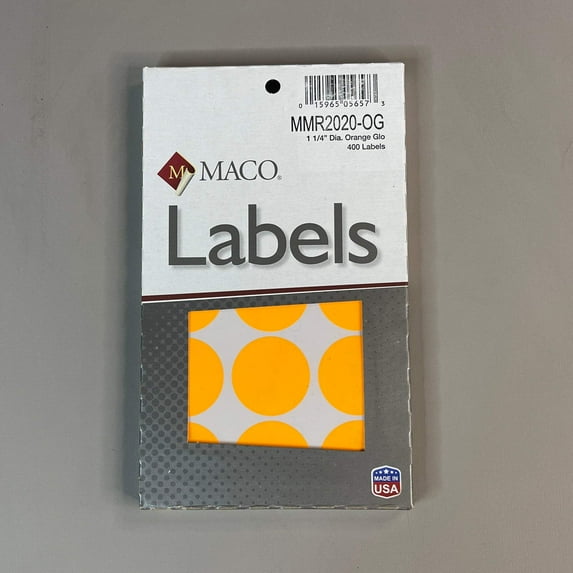 0 15965 05657 3
MMR2020-OG
1 1/4" Dia. Orange Glo
400 Labels
M
MACO®
Labels
MADE IN
USA